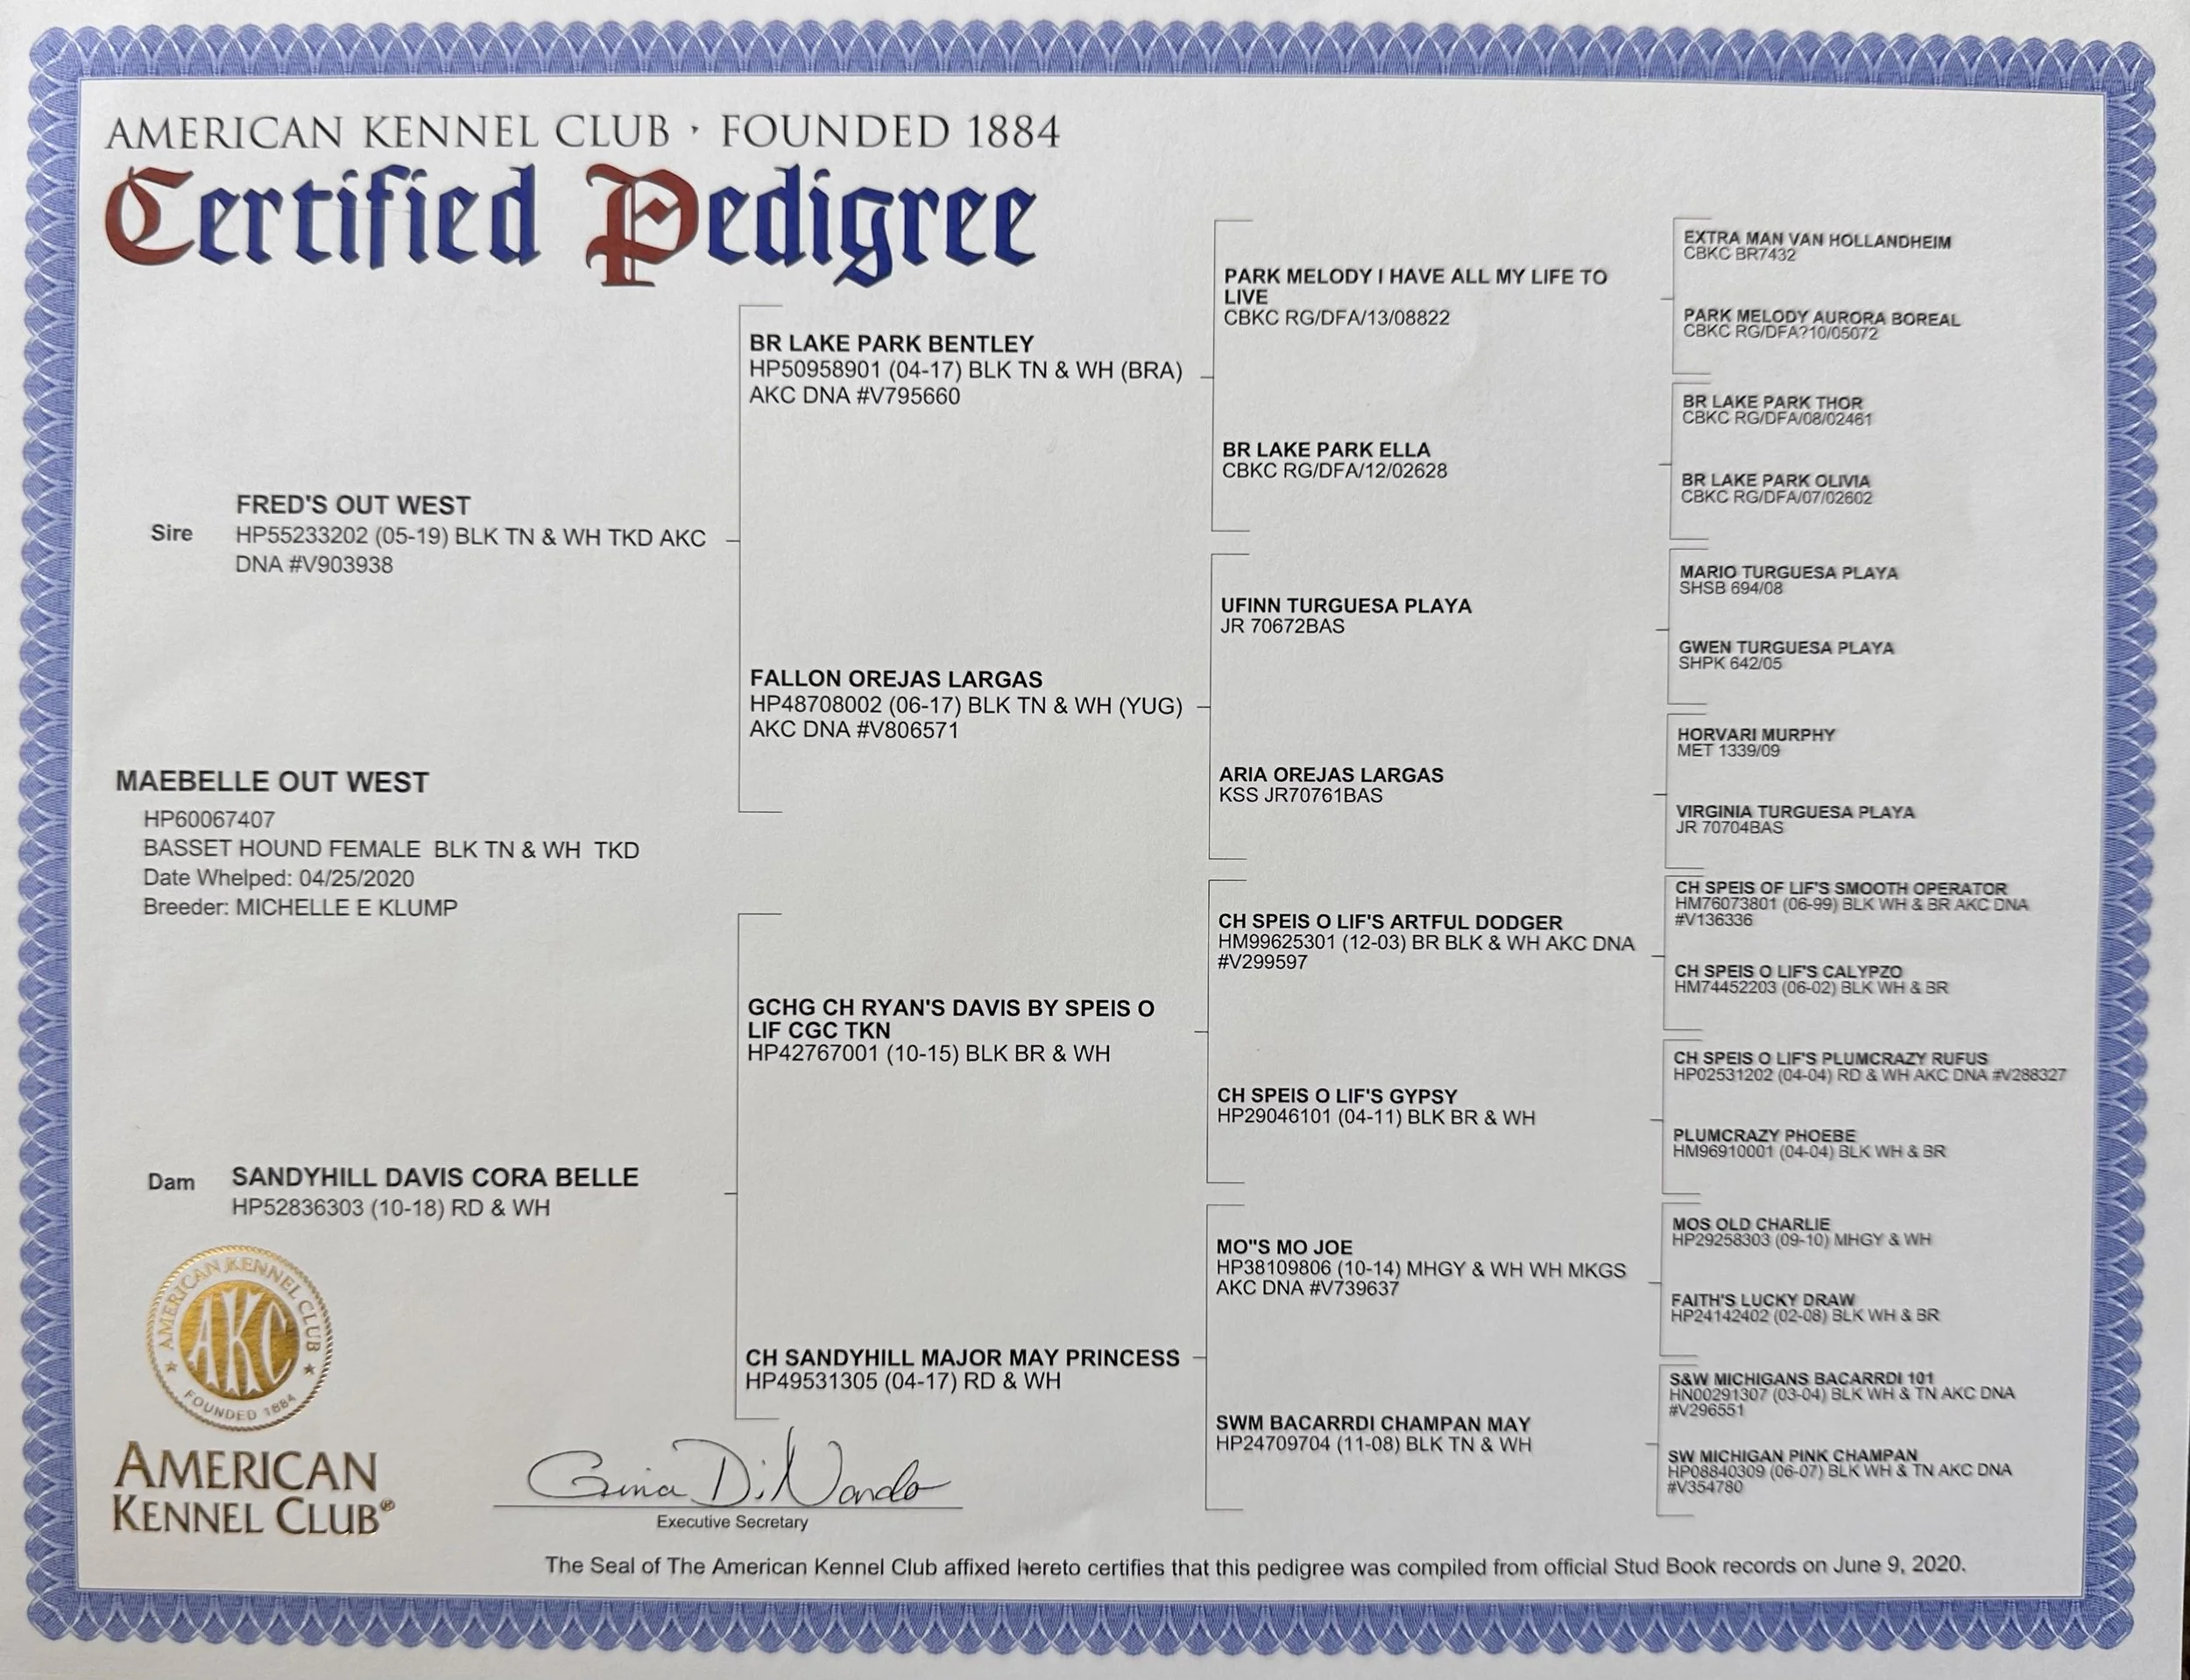 AMERICAN KENNEL CLUB · FOUNDED 1884
Certified Pedigree
Sire
FRED'S OUT WEST
HP55233202 (05-19) BLK TN & WH TKD AKC
DNA #V903938
MAEBELLE OUT WEST
HP60067407
BASSET HOUND FEMALE BLK TN & WH TKD
Date Whelped: 04/25/2020
Breeder: MICHELLE E KLUMP
Dam
SANDYHILL DAVIS CORA BELLE
HP52836303 (10-18) RD & WH
BR LAKE PARK BENTLEY
HP50958901 (04-17) BLK TN & WH (BRA)
AKC DNA #V795660
FALLON OREJAS LARGAS
HP48708002 (06-17) BLK TN & WH (YUG)
AKC DNA #V806571
GCHG CH RYAN'S DAVIS BY SPEIS O
LIF CGC TKN
HP42767001 (10-15) BLK BR & WH
CH SANDYHILL MAJOR MAY PRINCESS
HP49531305 (04-17) RD & WH
PARK MELODY I HAVE ALL MY LIFE TO
LIVE
CBKC RG/DFA/13/08822
BR LAKE PARK ELLA
CBKC RG/DFA/12/02628
UFINN TURGUESA PLAYA
JR 70672BAS
ARIA OREJAS LARGAS
KSS JR70761BAS
CH SPEIS O LIF'S ARTFUL DODGER
HM99625301 (12-03) BR BLK & WH AKC DNA
#V299597
CH SPEIS O LIF'S GYPSY
HP29046101 (04-11) BLK BR & WH
MO"S MO JOE
HP38109806 (10-14) MHGY & WH WH MKGS
AKC DNA #V739637
SWM BACARRDI CHAMPAN MAY
HP24709704 (11-08) BLK TN & WH
EXTRA MAN VAN HOLLANDHEIM
CBKC BR7432
PARK MELODY AURORA BOREAL
CBKC RG/DFA?10/05072
BR LAKE PARK THOR
CBKC RG/DFA/08/02461
BR LAKE PARK OLIVIA
CBKC RG/DFA/07/02602
MARIO TURGUESA PLAYA
SHSB 694/08
GWEN TURGUESA PLAYA
SHPK 642/05
HORVARI MURPHY
MET 1339/09
VIRGINIA TURGUESA PLAYA
JR 70704BAS
CH SPEIS OF LIF'S SMOOTH OPERATOR
HM76073801 (06-99) BLK WH & BR AKC DNA
#V136336
CH SPEIS O LIF'S CALYPZO
HM74452203 (06-02) BLK WH & BR
CH SPEIS O LIF'S PLUMCRAZY RUFUS
HP02531202 (04-04) RD & WH AKC DNA #V288327
PLUMCRAZY PHOEBE
HM96910001 (04-04) BLK WH & BR
MOS OLD CHARLIE
HP29258303 (09-10) MHGY & WH
FAITH'S LUCKY DRAW
HP24142402 (02-08) BLK WH & BR
S&W MICHIGANS BACARRDI 101
HN00291307 (03-04) BLK WH & TN AKC DNA
#V296551
SW MICHIGAN PINK CHAMPAN
HP08840309 (06-07) BLK WH & TN AKC DNA
#V354780
AMERICAN KENNEL CLUB
AKC
FOUNDED 1884
AMERICAN
KENNEL CLUB®
Gina DiNardo
Executive Secretary
The Seal of The American Kennel Club affixed hereto certifies that this pedigree was compiled from official Stud Book records on June 9, 2020.